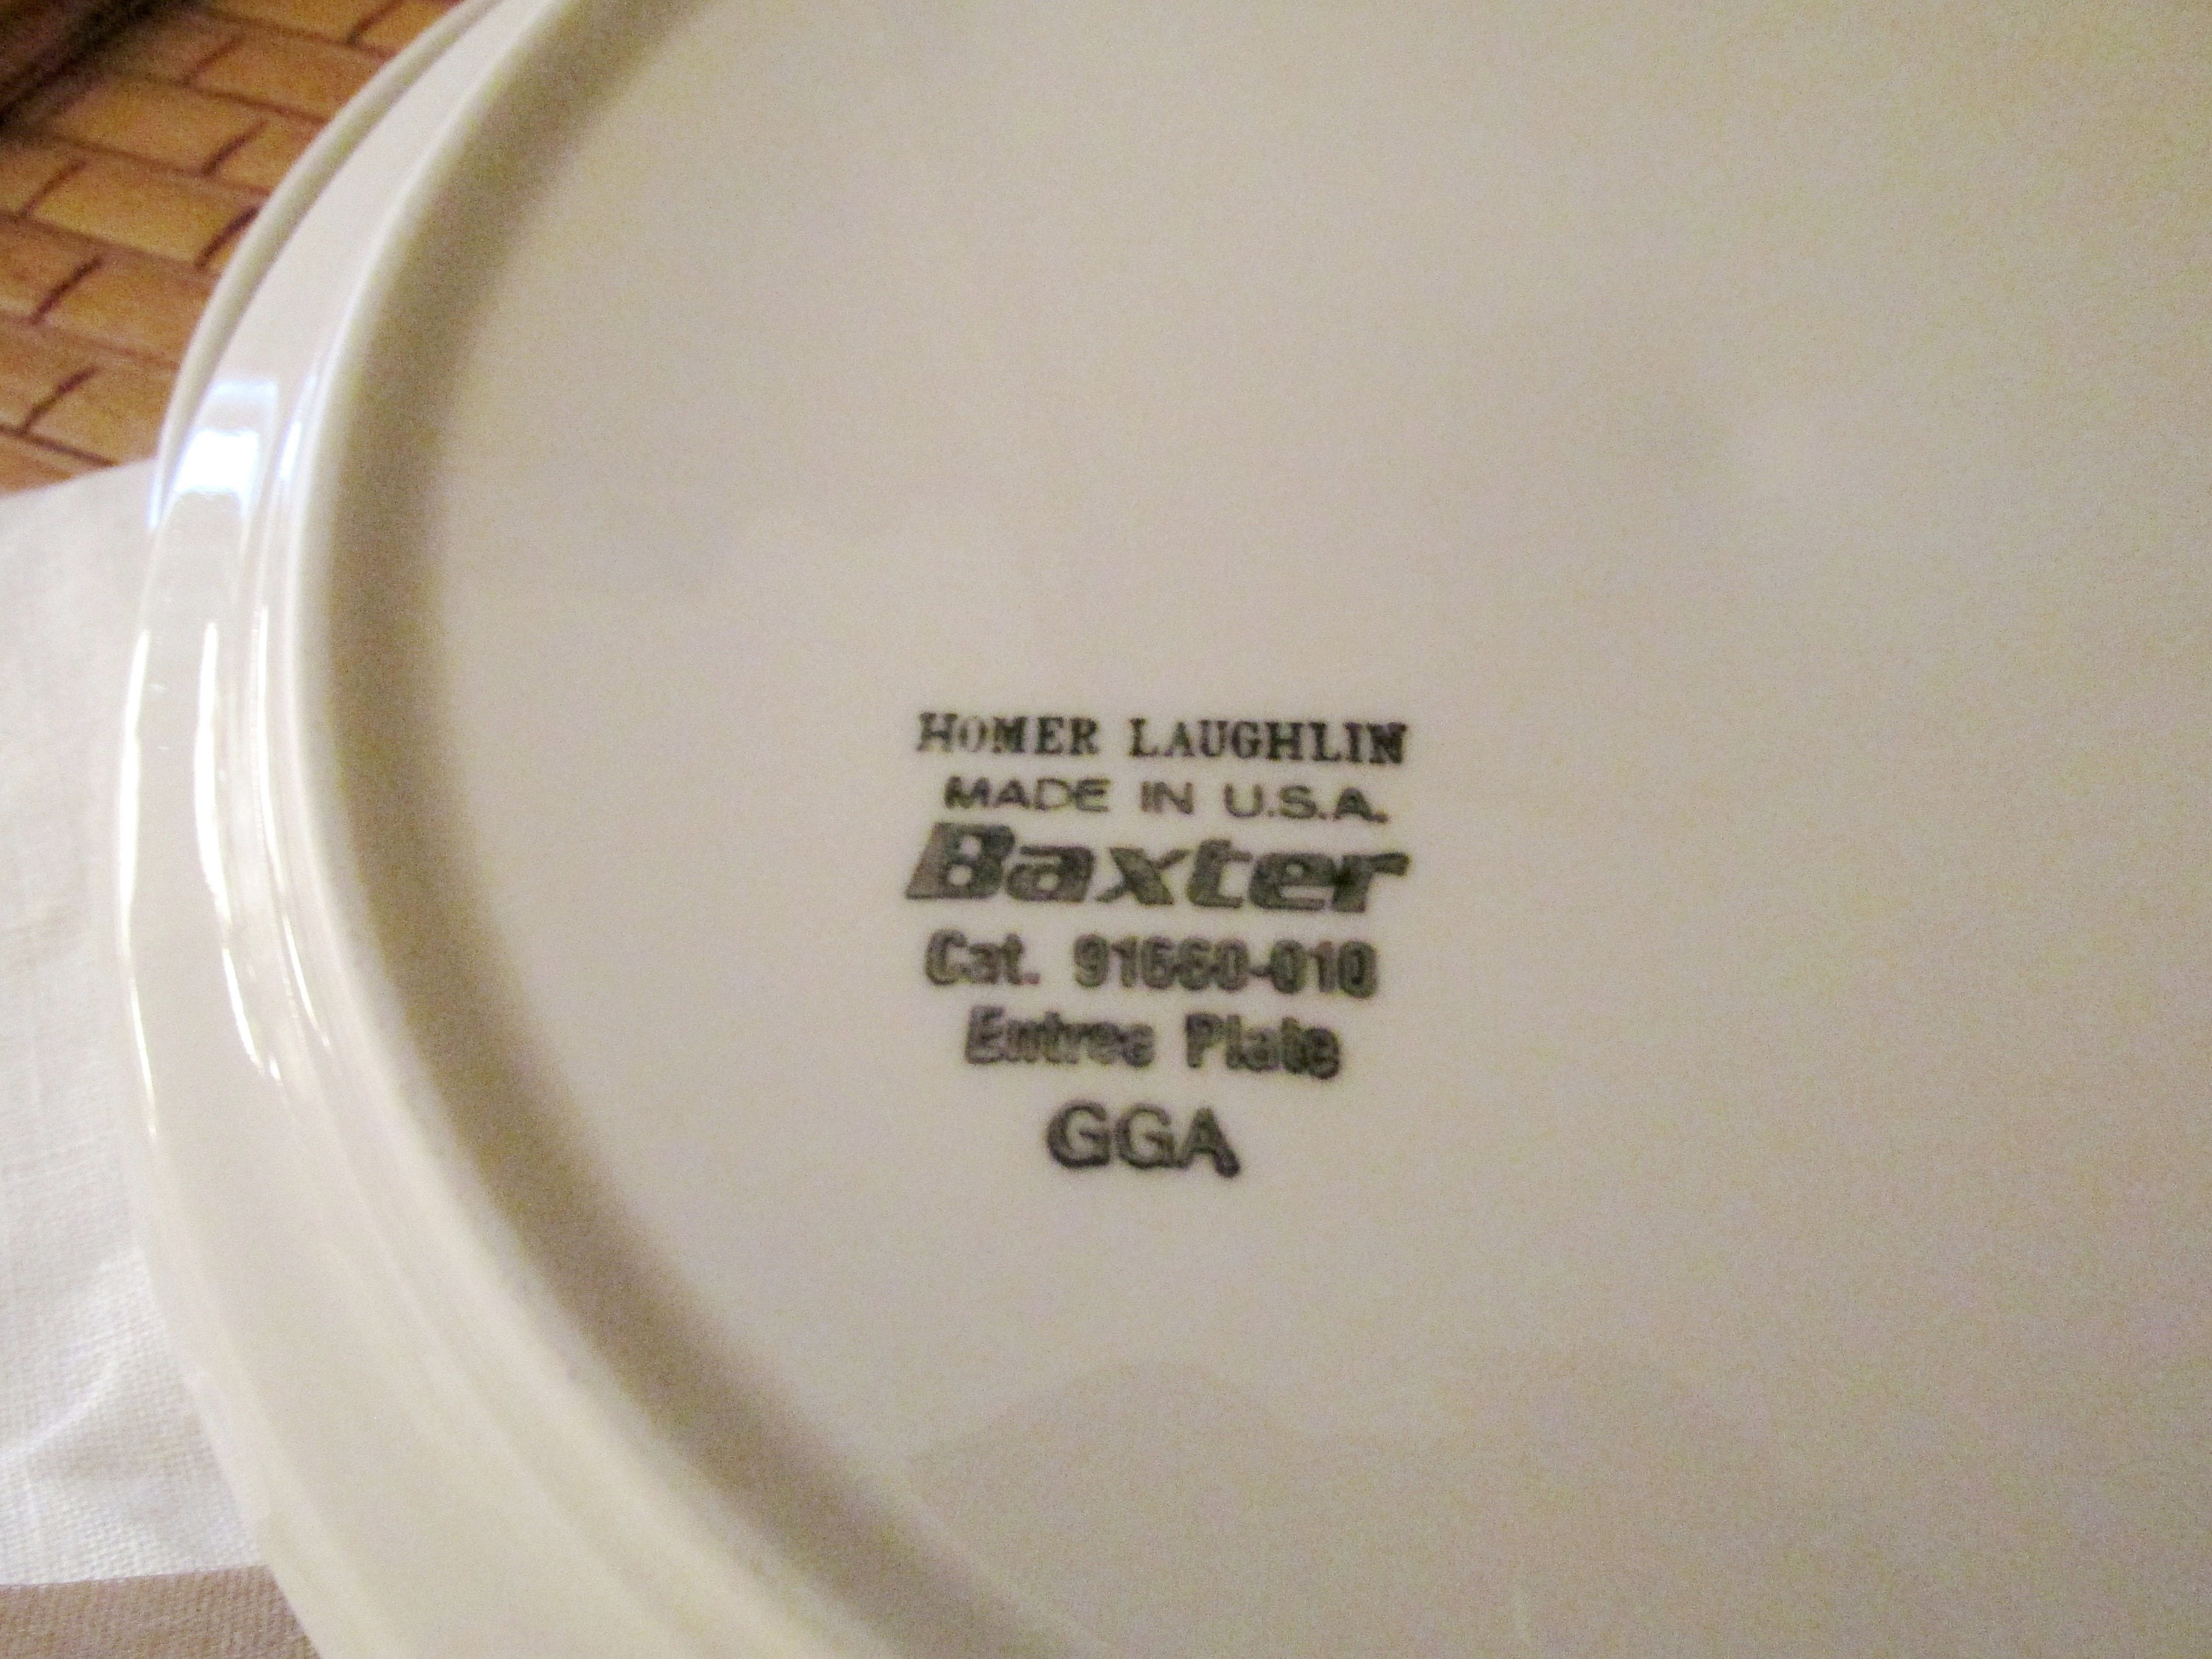 HOMER LAUGHLIN
MADE IN U.S.A.
Baxter
Cat. 91660-010
Entree Plate
GGA